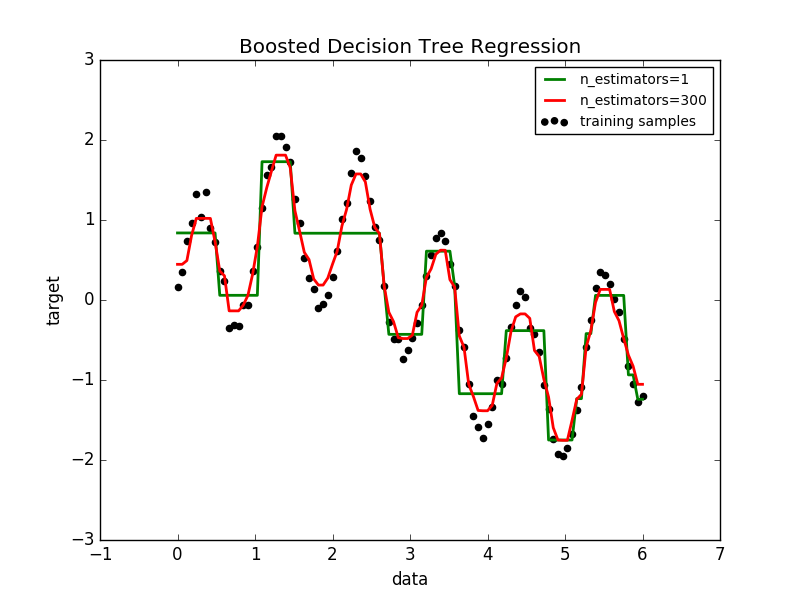 Boosted Decision Tree Regression
3
n_estimators=1
n_estimators=300
training samples
2
1
0
−1
−2
−3
target
−1 0 1 2 3 4 5 6 7
data